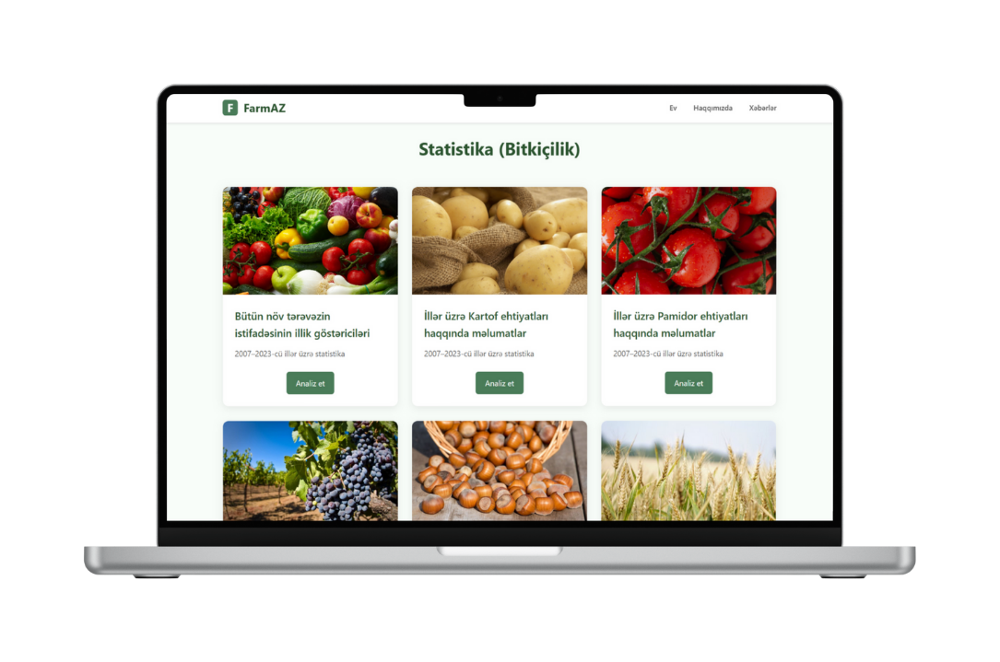 F FarmAZ
Ev Haqqımızda Xəbərlər
Statistika (Bitkiçilik)
Bütün növ tərəvəzin
istifadəsinin illik göstəriciləri
2007–2023-cü illər üzrə statistika
Analiz et
İllər üzrə Kartof ehtiyatları
haqqında məlumatlar
2007–2023-cü illər üzrə statistika
Analiz et
İllər üzrə Pamidor ehtiyatları
haqqında məlumatlar
2007–2023-cü illər üzrə statistika
Analiz et